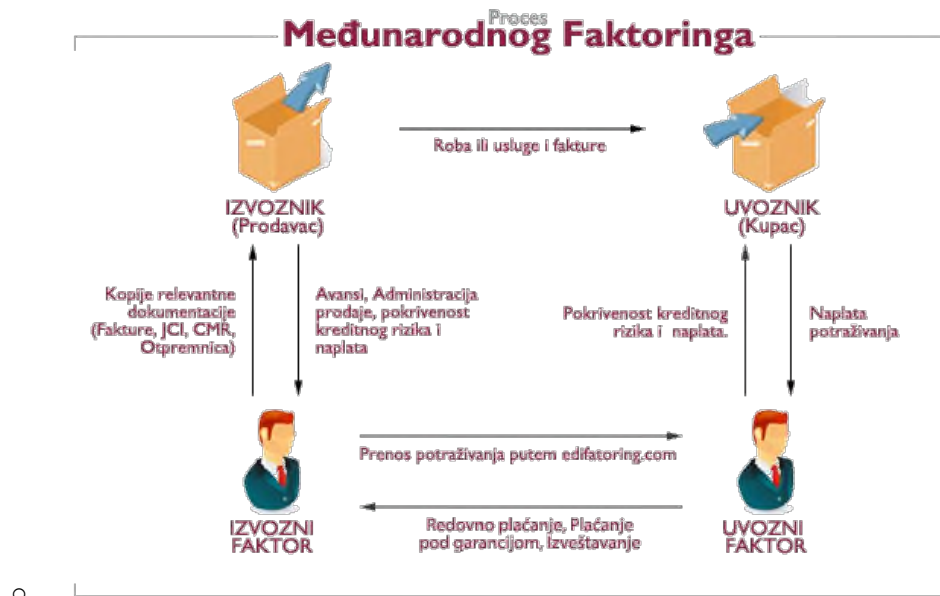 Proces
Međunarodnog Faktoringa
Roba ili usluge i fakture
IZVOZNIK
(Prodavac)
UVOZNIK
(Kupac)
Kopije relevantne
dokumentacije
(Fakture, JCI, CMR,
Otpremnica)
Avansi, Administracija
prodaje, pokrivenost
kreditnog rizika i
naplata
Pokrivenost kreditnog
rizika i naplata.
Naplata
potraživanja
Prenos potraživanja putem edifatoring.com
Redovno plaćanje, Plaćanje
pod garancijom, Izveštavanje
IZVOZNI
FAKTOR
UVOZNI
FAKTOR